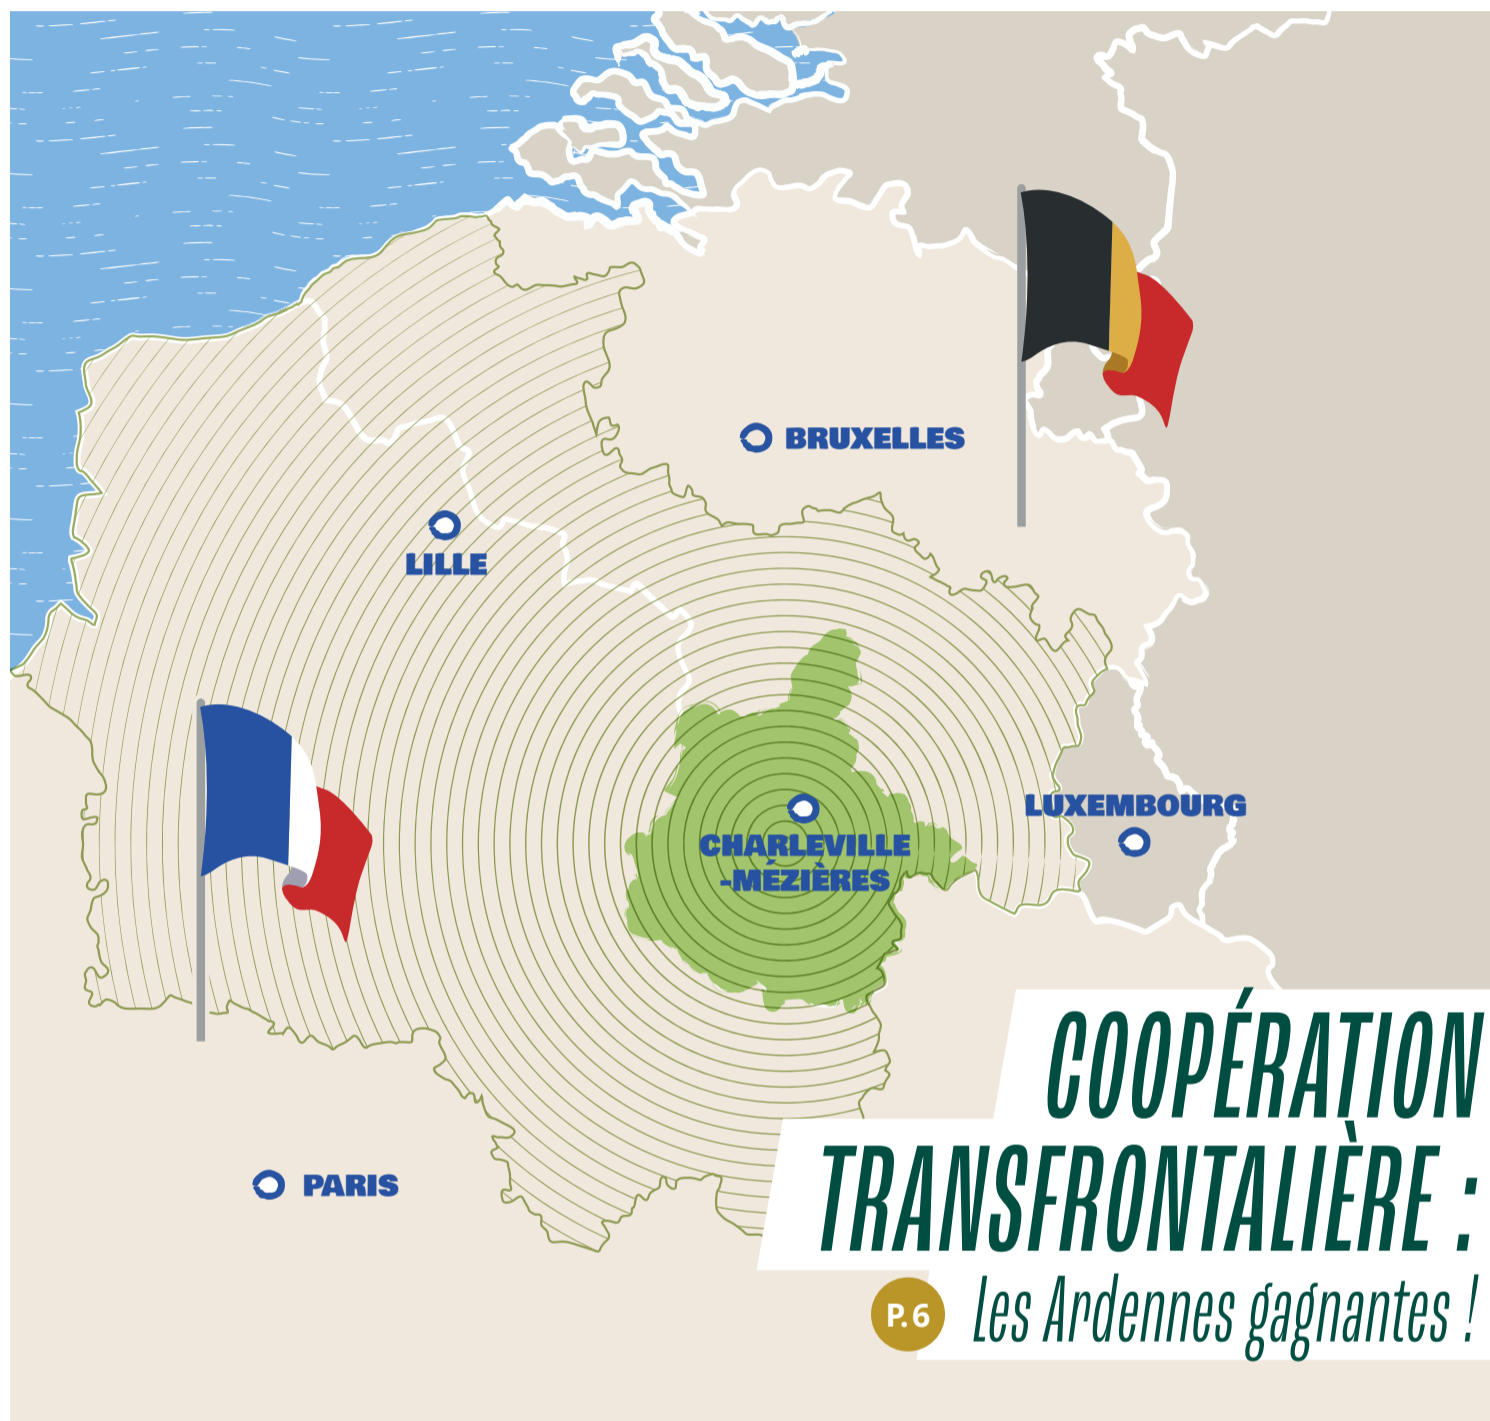 BRUXELLES
LILLE
LUXEMBOURG
CHARLEVILLE
-MÉZIÈRES
PARIS
COOPÉRATION
TRANSFRONTALIÈRE :
P.6 Les Ardennes gagnantes !